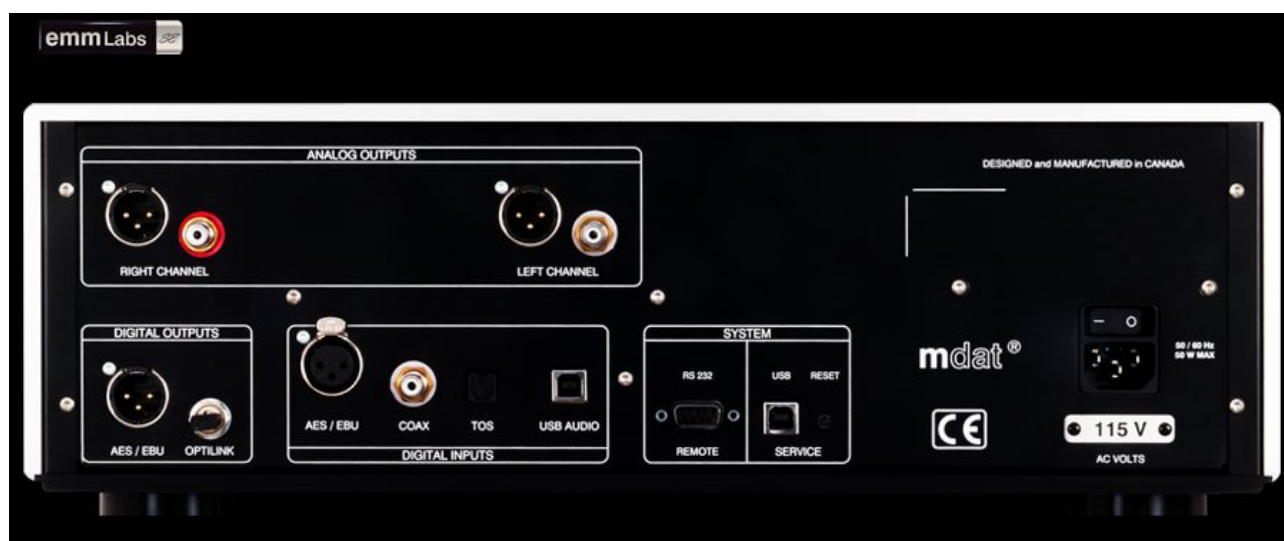 emmLabs
ANALOG OUTPUTS
DESIGNED and MANUFACTURED in CANADA
RIGHT CHANNEL
LEFT CHANNEL
DIGITAL OUTPUTS
SYSTEM
RS 232
USB
RESET
mdat®
— O
50 / 60 Hz
50 W MAX
AES / EBU
OPTILINK
AES / EBU
COAX
TOS
USB AUDIO
DIGITAL INPUTS
REMOTE
SERVICE
CE
115 V
AC VOLTS